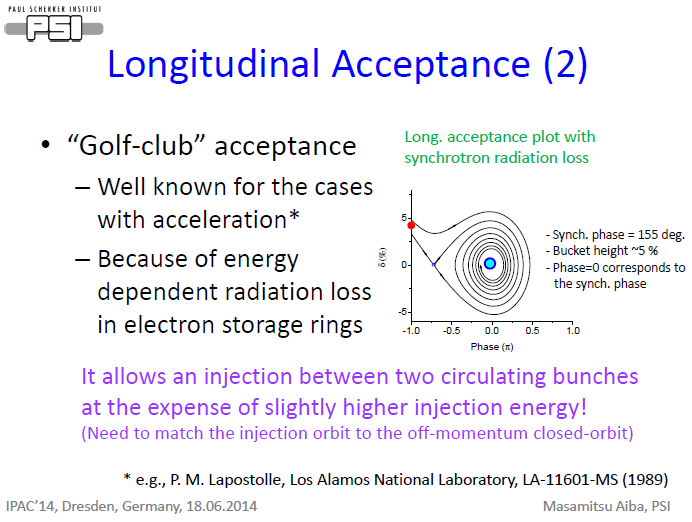 PAUL SCHERRER INSTITUT
PSI
Longitudinal Acceptance (2)
• “Golf-club” acceptance
– Well known for the cases
with acceleration*
– Because of energy
dependent radiation loss
in electron storage rings
Long. acceptance plot with
synchrotron radiation loss
5
0
-5
δ (%)
-1.0 -0.5 0.0 0.5 1.0
Phase (π)
- Synch. phase = 155 deg.
- Bucket height ~5 %
- Phase=0 corresponds to
the synch. phase
It allows an injection between two circulating bunches
at the expense of slightly higher injection energy!
(Need to match the injection orbit to the off-momentum closed-orbit)
* e.g., P. M. Lapostolle, Los Alamos National Laboratory, LA-11601-MS (1989)
IPAC’14, Dresden, Germany, 18.06.2014
Masamitsu Aiba, PSI